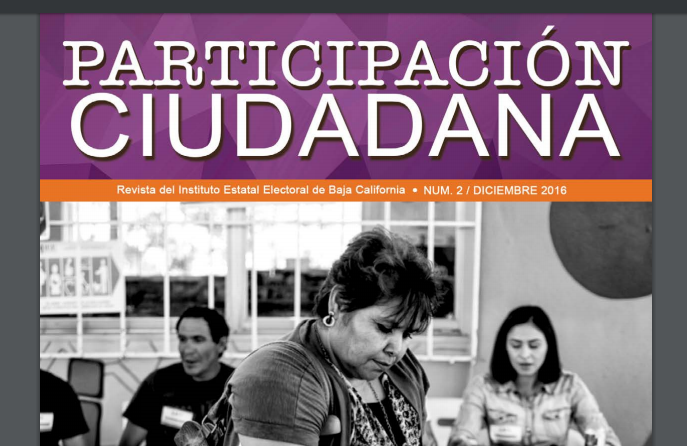 PARTICIPACIÓN
CIUDADANA
Revista del Instituto Estatal Electoral de Baja California • NUM. 2 / DICIEMBRE 2016